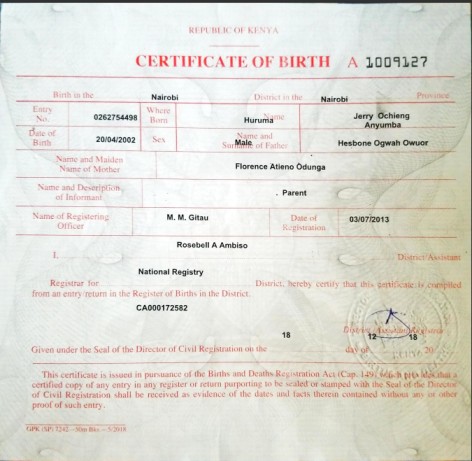 REPUBLIC OF KENYA
CERTIFICATE OF BIRTH A 1009127
Birth in the Nairobi District in the Nairobi Province
Entry No. 0262754498 Where Born Huruma Name Jerry Ochieng Anyumba
Date of Birth 20/04/2002 Sex Male Name and Surname of Father Hesbone Ogwah Owuor
Name and Maiden Name of Mother Florence Atieno Odunga
Name and Description of Informant Parent
Name of Registering Officer M. M. Gitau Date of Registration 03/07/2013
Rosebell A Ambiso
I, District/Assistant
National Registry
Registrar for District, hereby certify that this certificate is compiled
from an entry/return in the Register of Births in the District.
CA000172582
District/Assistant Registrar
18 12 18
Given under the Seal of the Director of Civil Registration on the day of 20
This certificate is issued in pursuance of the Births and Deaths Registration Act (Cap. 149) which provides that a
certified copy of any entry in any register or return purporting to be sealed or stamped with the Seal of the Director
of Civil Registration shall be received as evidence of the dates and facts therein contained without any or other
proof of such entry.
GPK (SP) 7242—50m Bks—5/2018